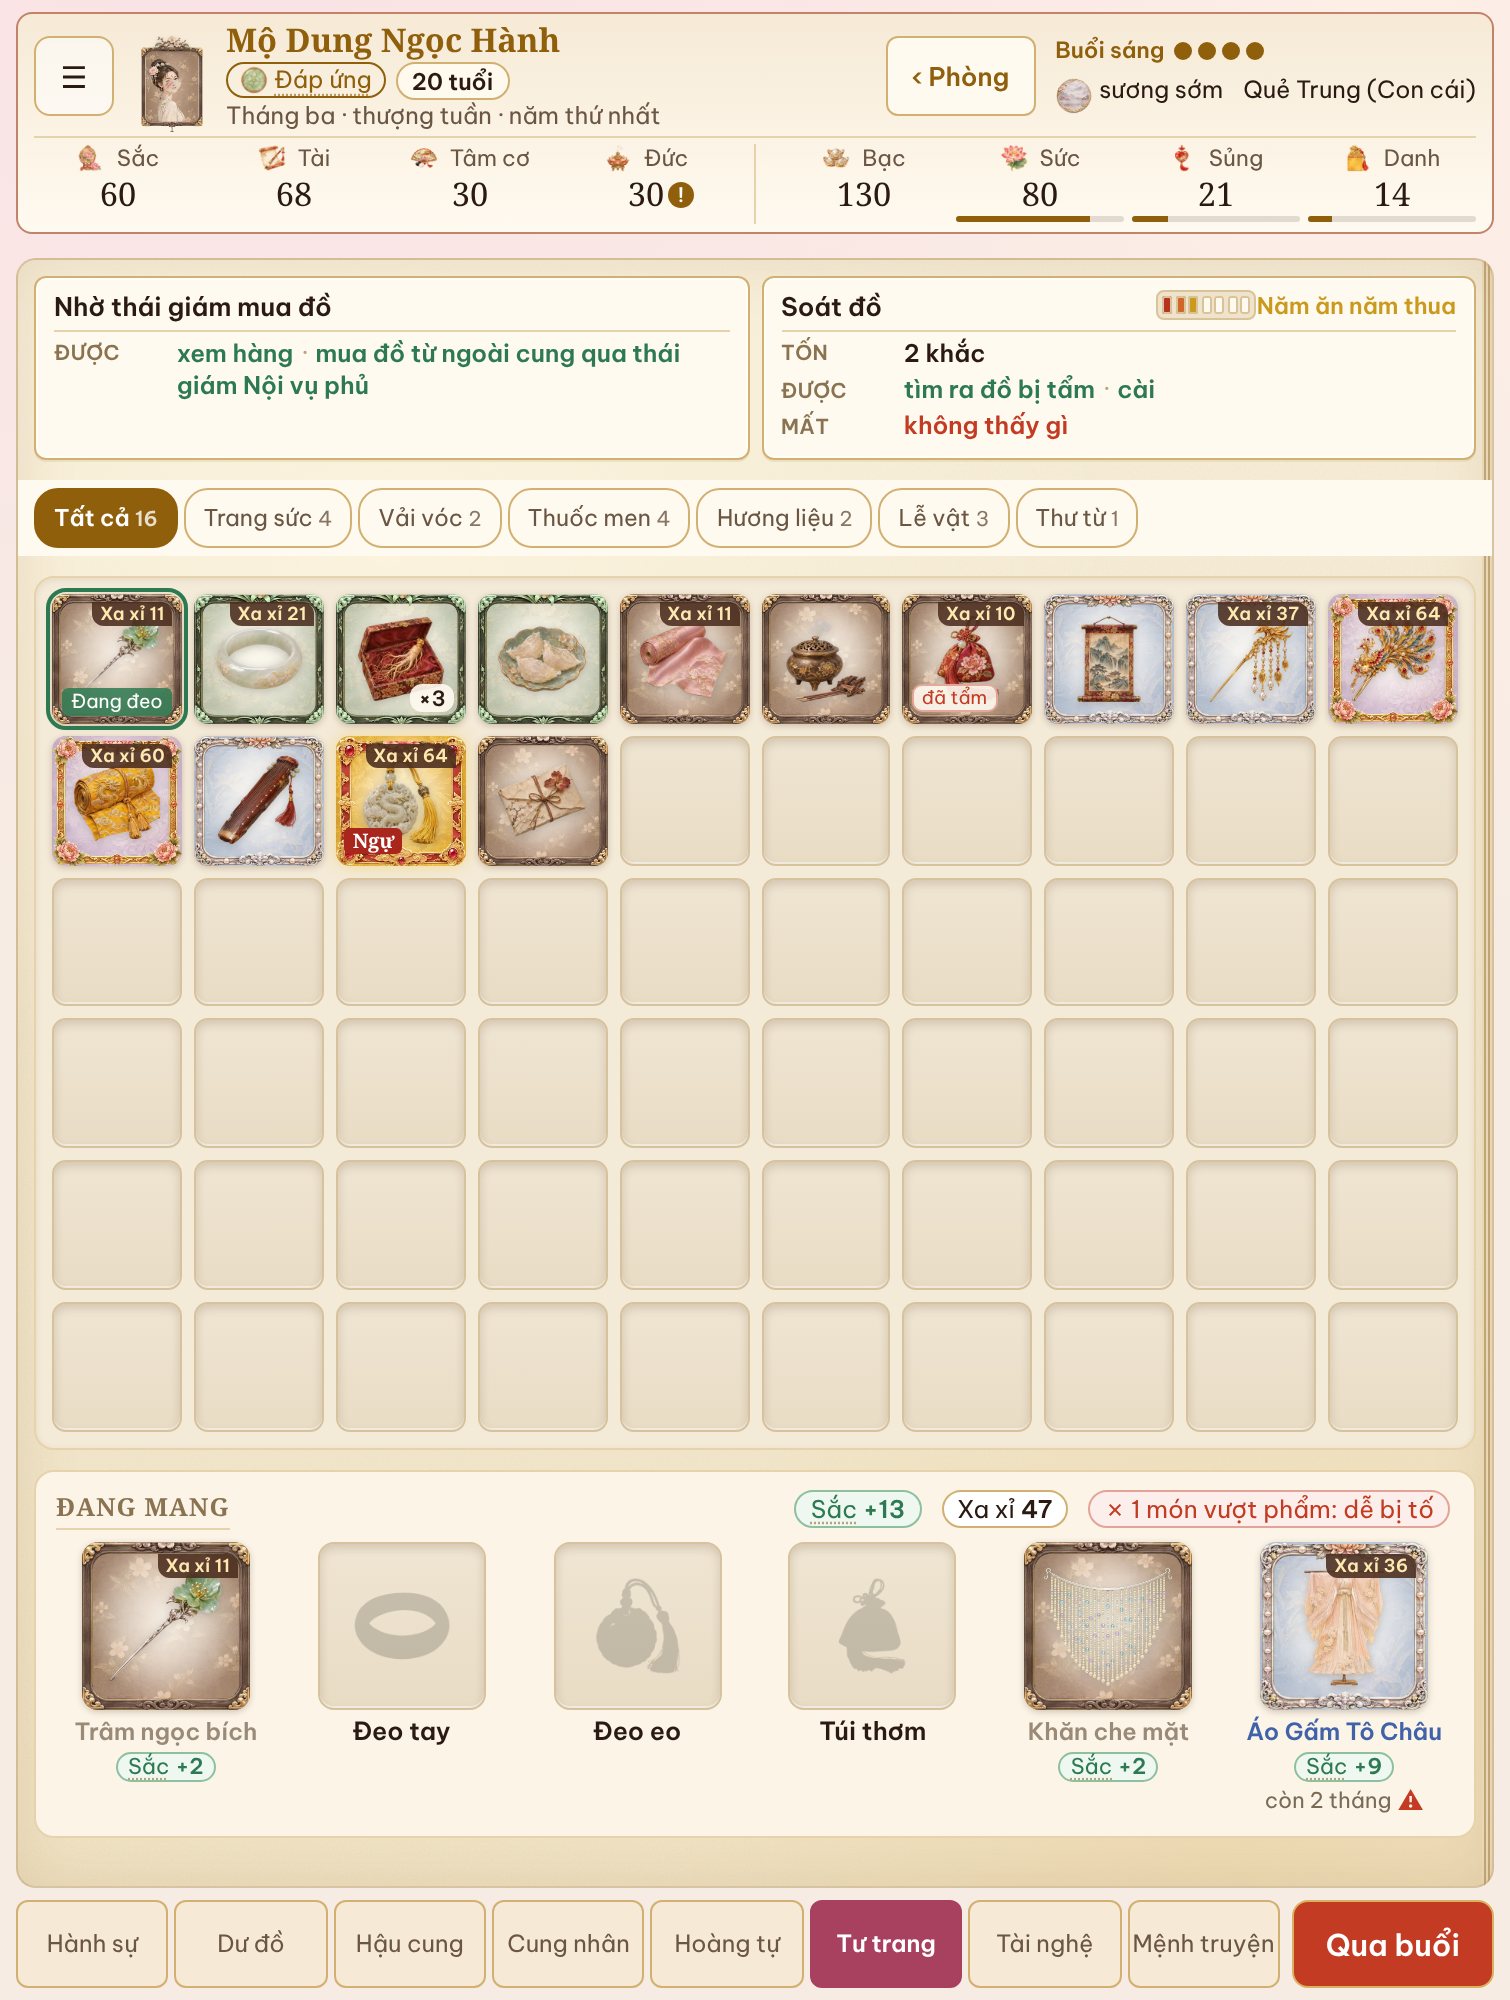 ☰
Mộ Dung Ngọc Hành
Đáp ứng 20 tuổi
Tháng ba · thượng tuần · năm thứ nhất
‹ Phòng
Buổi sáng
sương sớm Quẻ Trung (Con cái)
Sắc Tài Tâm cơ Đức Bạc Sức Sủng Danh
60 68 30 30 ! 130 80 21 14
Nhờ thái giám mua đồ
ĐƯỢC xem hàng · mua đồ từ ngoài cung qua thái
giám Nội vụ phủ
Soát đồ Năm ăn năm thua
TỐN 2 khắc
ĐƯỢC tìm ra đồ bị tẩm · cài
MẤT không thấy gì
Tất cả 16 Trang sức 4 Vải vóc 2 Thuốc men 4 Hương liệu 2 Lễ vật 3 Thư từ 1
Xa xỉ 11 Xa xỉ 21 Xa xỉ 11 Xa xỉ 10 Xa xỉ 37 Xa xỉ 64
Đang đeo ×3 đã tẩm
Xa xỉ 60 Xa xỉ 64
Ngự
ĐANG MANG Sắc +13 Xa xỉ 47 × 1 món vượt phẩm: dễ bị tố
Xa xỉ 11 Xa xỉ 36
Trâm ngọc bích Đeo tay Đeo eo Túi thơm Khăn che mặt Áo Gấm Tô Châu
Sắc +2 Sắc +2 Sắc +9
còn 2 tháng
Hành sự Dư đồ Hậu cung Cung nhân Hoàng tự Tư trang Tài nghệ Mệnh truyện Qua buổi